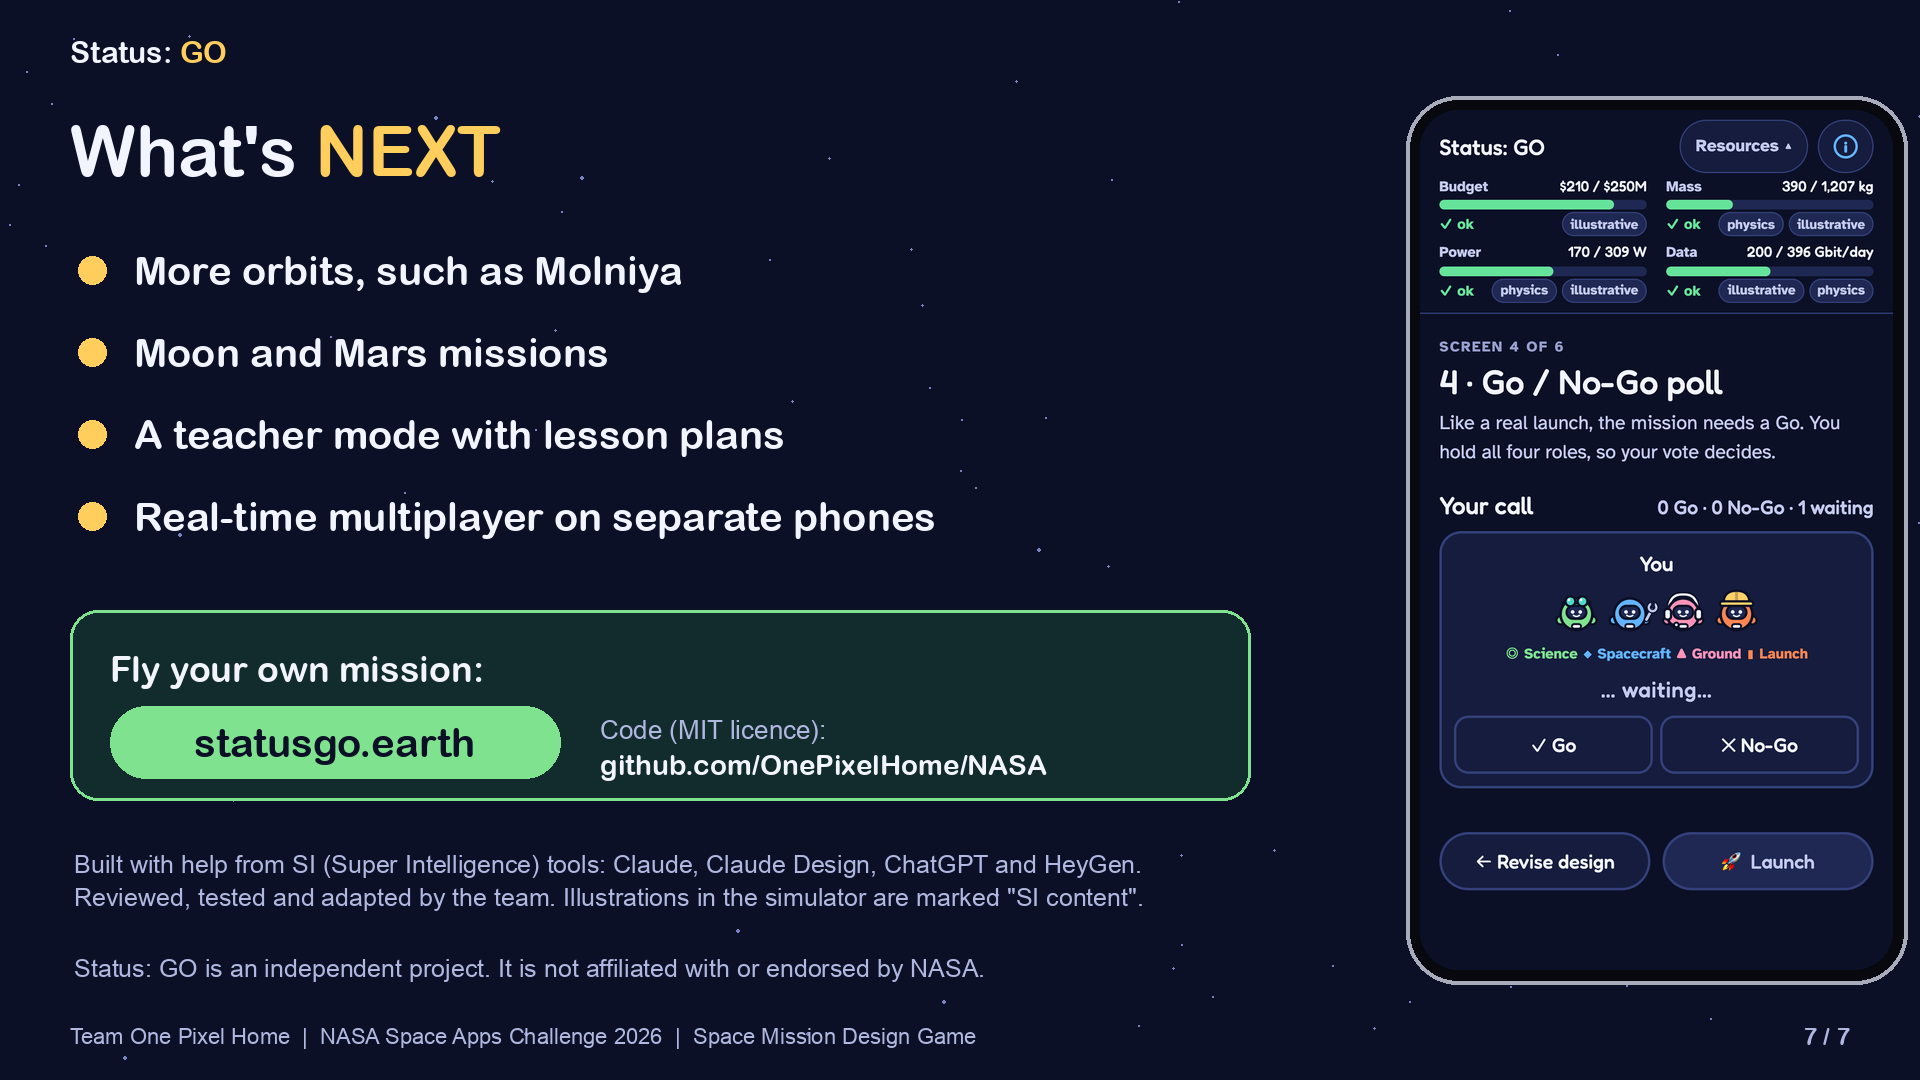 Status: GO
What's NEXT
More orbits, such as Molniya
Moon and Mars missions
A teacher mode with lesson plans
Real-time multiplayer on separate phones
Fly your own mission:
statusgo.earth
Code (MIT licence):
github.com/OnePixelHome/NASA
Built with help from SI (Super Intelligence) tools: Claude, Claude Design, ChatGPT and HeyGen.
Reviewed, tested and adapted by the team. Illustrations in the simulator are marked "SI content".
Status: GO is an independent project. It is not affiliated with or endorsed by NASA.
Team One Pixel Home | NASA Space Apps Challenge 2026 | Space Mission Design Game
7 / 7
Status: GO
Resources ▲
Budget $210 / $250M
✓ ok illustrative
Mass 390 / 1,207 kg
✓ ok physics illustrative
Power 170 / 309 W
✓ ok physics illustrative
Data 200 / 396 Gbit/day
✓ ok illustrative physics
SCREEN 4 OF 6
4 · Go / No-Go poll
Like a real launch, the mission needs a Go. You
hold all four roles, so your vote decides.
Your call 0 Go · 0 No-Go · 1 waiting
You
Science Spacecraft Ground Launch
... waiting...
✓ Go
✕ No-Go
← Revise design
🚀 Launch